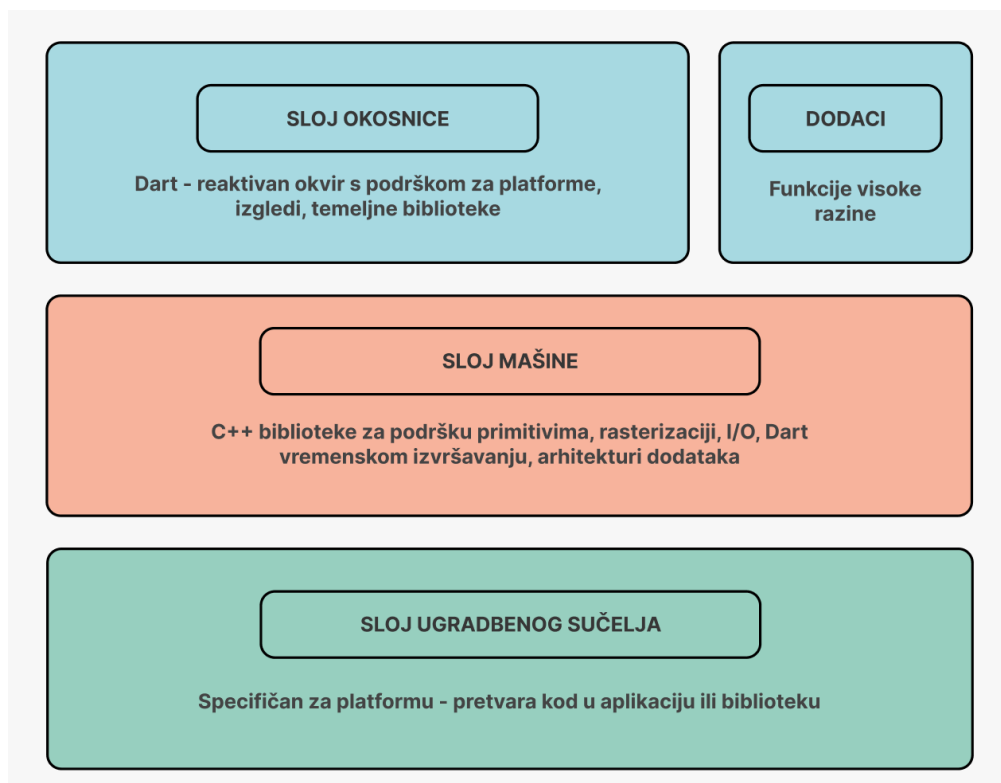 SLOJ OKOSNICE
Dart - reaktivan okvir s podrškom za platforme,
izgledi, temeljne biblioteke
DODACI
Funkcije visoke
razine
SLOJ MAŠINE
C++ biblioteke za podršku primitivima, rasterizaciji, I/O, Dart
vremenskom izvršavanju, arhitekturi dodataka
SLOJ UGRADBENOG SUČELJA
Specifičan za platformu - pretvara kod u aplikaciju ili biblioteku